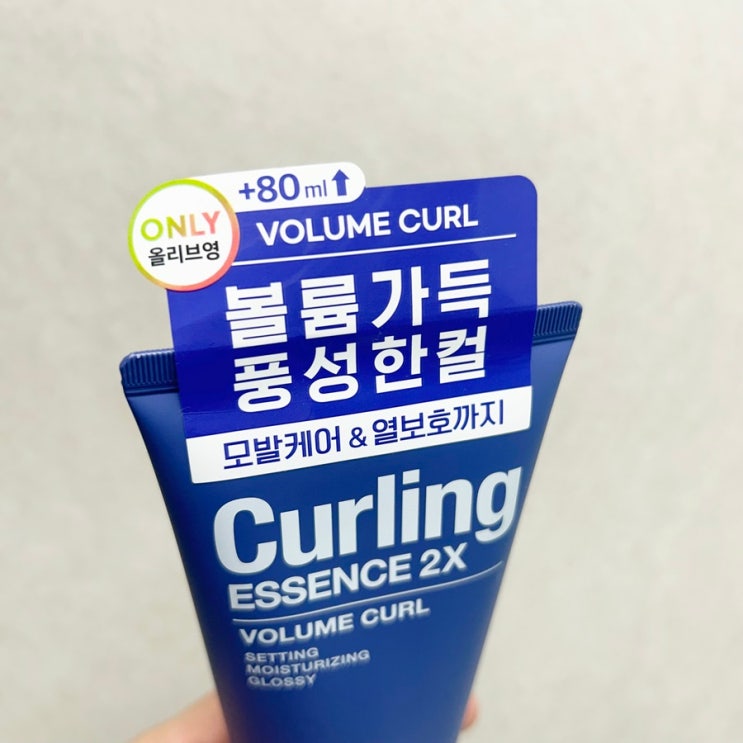 +80ml↑
ONLY
올리브영
VOLUME CURL
볼륨가득
풍성한컬
모발케어 & 열보호까지
Curling
ESSENCE 2X
VOLUME CURL
SETTING
MOISTURIZING
GLOSSY